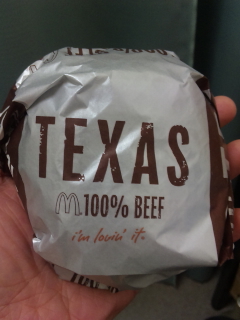 TEXAS
100% BEEF
i'm lovin' it.